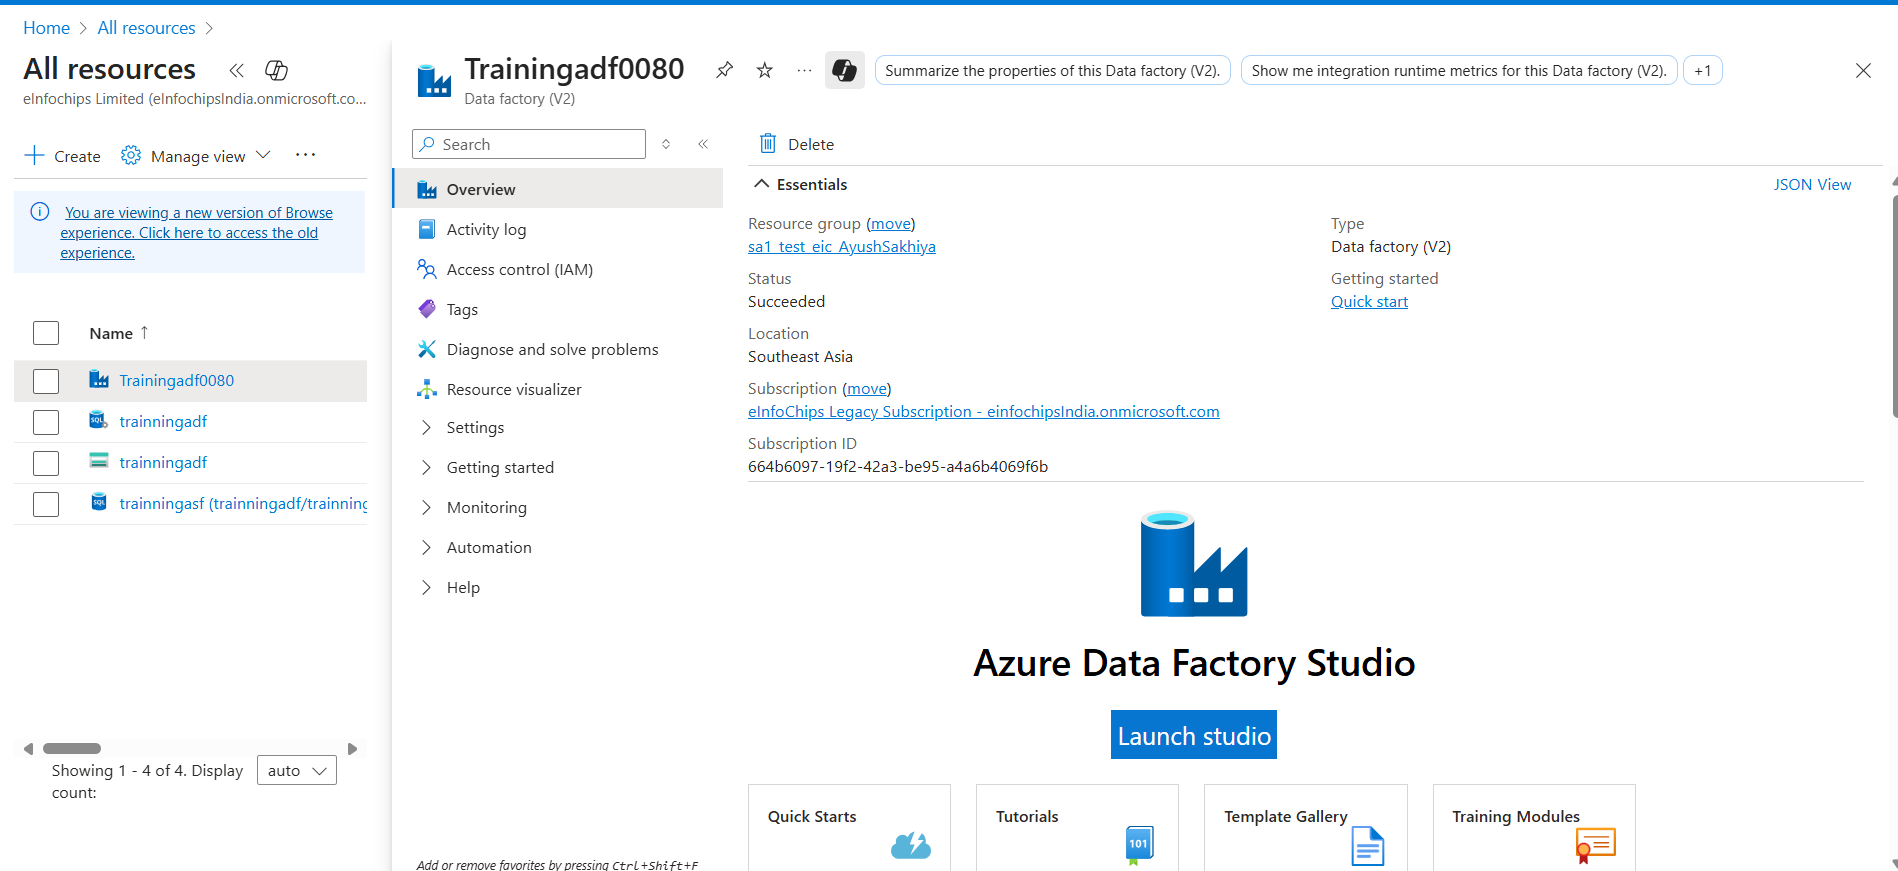 Home > All resources >
All resources
eInfochips Limited (eInfochipsIndia.onmicrosoft.co...
Create Manage view ...
You are viewing a new version of Browse
experience. Click here to access the old
experience.
Name ↑
Trainingadf0080
trainningadf
trainningadf
trainningasf (trainningadf/trainning
Showing 1 - 4 of 4. Display
count:
auto
Trainingadf0080
Data factory (V2)
Summarize the properties of this Data factory (V2).
Show me integration runtime metrics for this Data factory (V2).
+1
Search
Overview
Activity log
Access control (IAM)
Tags
Diagnose and solve problems
Resource visualizer
Settings
Getting started
Monitoring
Automation
Help
Add or remove favorites by pressing Ctrl+Shift+F
Delete
Essentials
JSON View
Resource group (move)
sa1_test_eic_AyushSakhiya
Status
Succeeded
Location
Southeast Asia
Subscription (move)
eInfoChips Legacy Subscription - einfochipsIndia.onmicrosoft.com
Subscription ID
664b6097-19f2-42a3-be95-a4a6b4069f6b
Type
Data factory (V2)
Getting started
Quick start
Azure Data Factory Studio
Launch studio
Quick Starts
Tutorials
101
Template Gallery
Training Modules